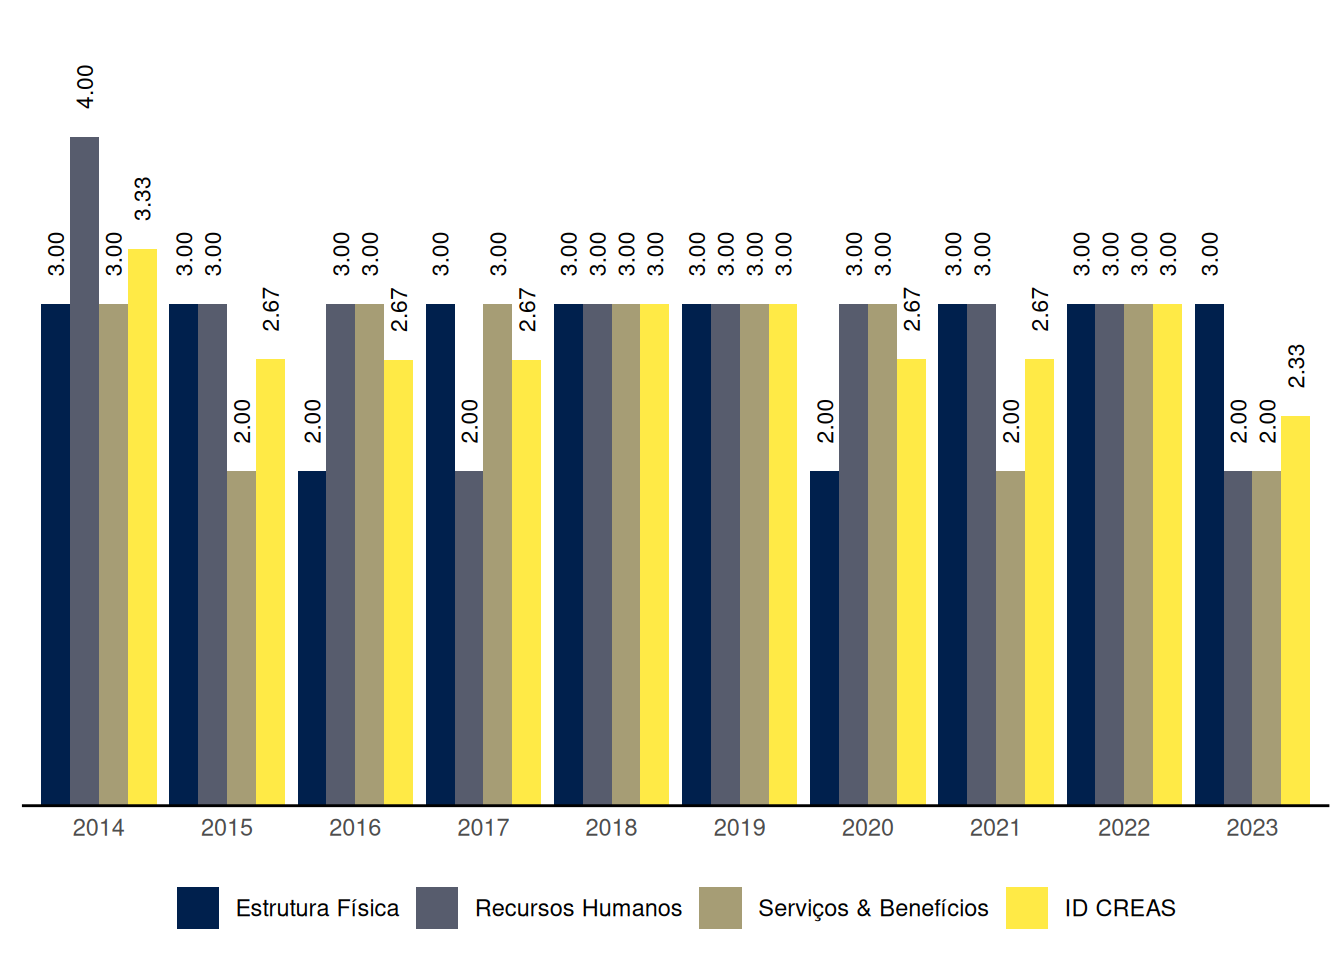 4.00
3.33
3.00 3.00 3.00 3.00 3.00 3.00 3.00 3.00 3.00 3.00 3.00 3.00 3.00 3.00 3.00 3.00 3.00 3.00 3.00 3.00 3.00 3.00 3.00 3.00 3.00
2.67 2.67 2.67 2.67 2.67
2.33
2.00 2.00 2.00 2.00 2.00 2.00 2.00
2014 2015 2016 2017 2018 2019 2020 2021 2022 2023
Estrutura Física Recursos Humanos Serviços & Benefícios ID CREAS